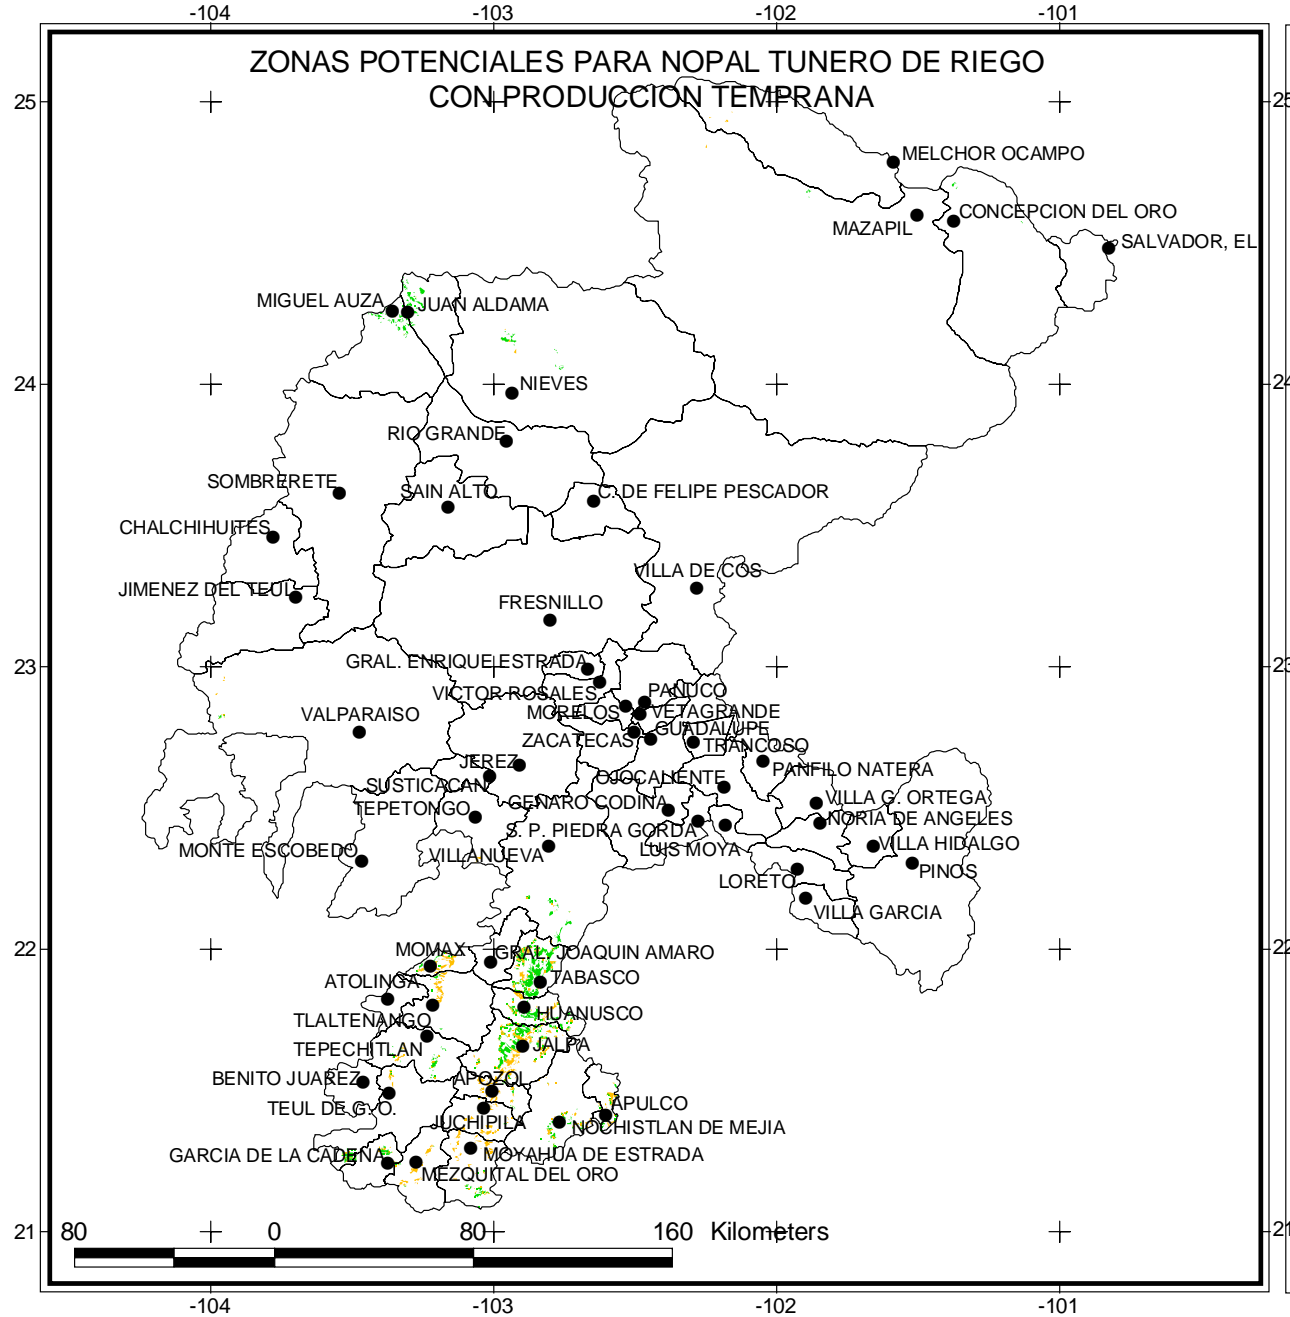 -104 -103 -102 -101
ZONAS POTENCIALES PARA NOPAL TUNERO DE RIEGO
CON PRODUCCION TEMPRANA
25 25
MELCHOR OCAMPO
CONCEPCION DEL ORO
MAZAPIL
SALVADOR, EL
MIGUEL AUZA
JUAN ALDAMA
24 24
NIEVES
RIO GRANDE
SOMBRERETE
SAIN ALTO
C. DE FELIPE PESCADOR
CHALCHIHUITES
VILLA DE COS
JIMENEZ DEL TEUL
FRESNILLO
23 23
GRAL. ENRIQUE ESTRADA
VICTOR ROSALES
PANUCO
VALPARAISO
MORELOS
VETAGRANDE
GUADALUPE
ZACATECAS
TRANCOSO
JEREZ
PANFILO NATERA
SUSTICACAN
OJOCALIENTE
TEPETONGO
GENARO CODINA
VILLA G. ORTEGA
NORIA DE ANGELES
S. P. PIEDRA GORDA
MONTE ESCOBEDO
VILLANUEVA
LUIS MOYA
VILLA HIDALGO
PINOS
LORETO
VILLA GARCIA
22 22
MOMAX
GRAL. JOAQUIN AMARO
ATOLINGA
TABASCO
TLALTENANGO
HUANUSCO
TEPECHITLAN
JALPA
BENITO JUAREZ
APOZOL
TEUL DE G. O.
APULCO
JUCHIPILA
NOCHISTLAN DE MEJIA
GARCIA DE LA CADENA
MOYAHUA DE ESTRADA
MEZQUITAL DEL ORO
21 21
80 0 80 160 Kilometers
-104 -103 -102 -101